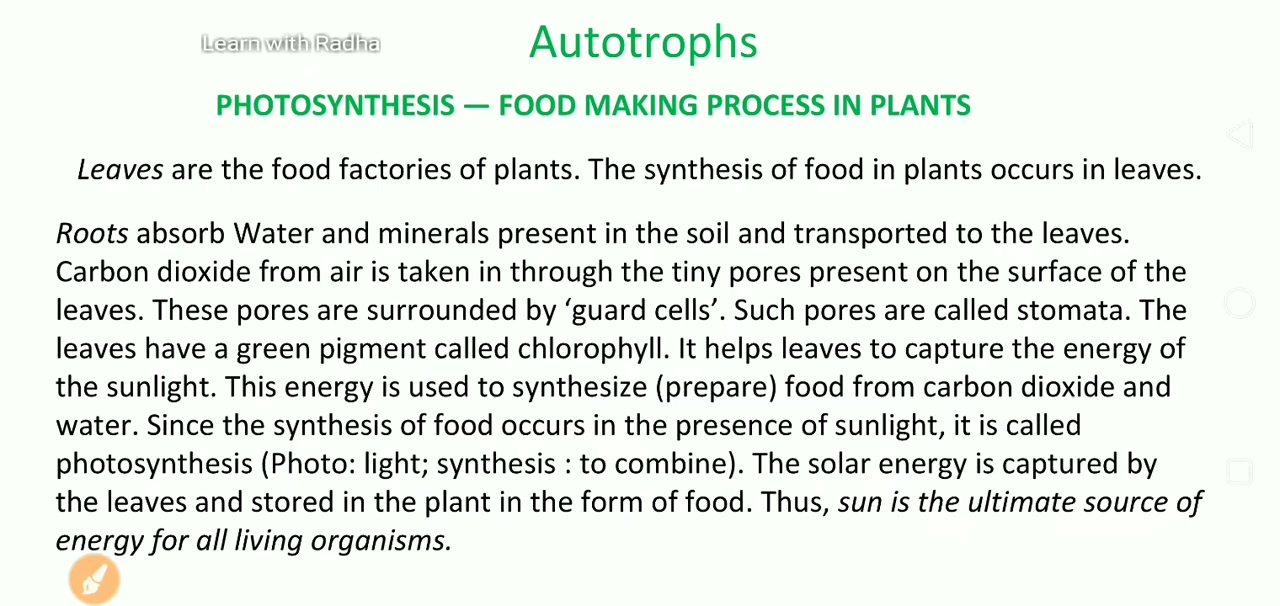 Learn with Radha
Autotrophs
PHOTOSYNTHESIS — FOOD MAKING PROCESS IN PLANTS
Leaves are the food factories of plants. The synthesis of food in plants occurs in leaves.
Roots absorb Water and minerals present in the soil and transported to the leaves.
Carbon dioxide from air is taken in through the tiny pores present on the surface of the
leaves. These pores are surrounded by ‘guard cells’. Such pores are called stomata. The
leaves have a green pigment called chlorophyll. It helps leaves to capture the energy of
the sunlight. This energy is used to synthesize (prepare) food from carbon dioxide and
water. Since the synthesis of food occurs in the presence of sunlight, it is called
photosynthesis (Photo: light; synthesis : to combine). The solar energy is captured by
the leaves and stored in the plant in the form of food. Thus, sun is the ultimate source of
energy for all living organisms.